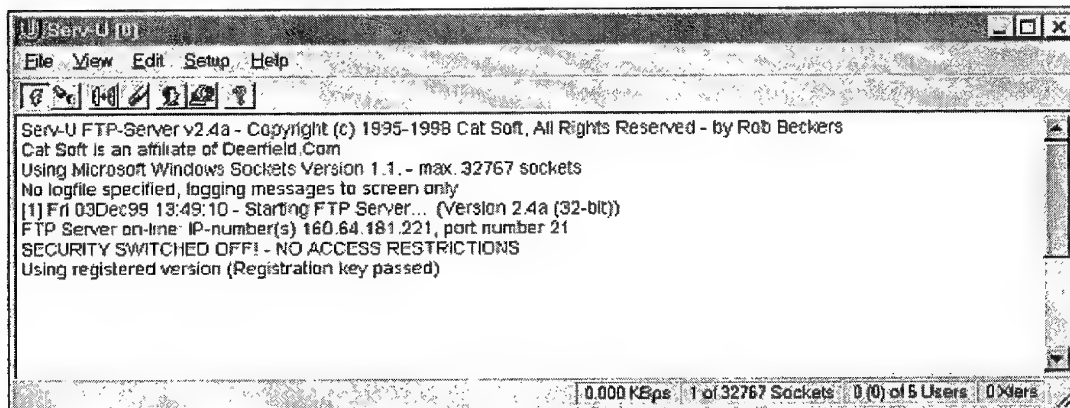 Serv-U [0]
File View Edit Setup Help
Serv-U FTP-Server v2.4a - Copyright (c) 1995-1998 Cat Soft, All Rights Reserved - by Rob Beckers
Cat Soft is an affiliate of Deerfield.Com
Using Microsoft Windows Sockets Version 1.1. - max. 32767 sockets
No logfile specified, logging messages to screen only
[1] Fri 03Dec99 13:49:10 - Starting FTP Server... (Version 2.4a (32-bit))
FTP Server on-line: IP-number(s) 160.64.181.221, port number 21
SECURITY SWITCHED OFF! - NO ACCESS RESTRICTIONS
Using registered version (Registration key passed)
0.000 KBps 1 of 32767 Sockets 0 (0) of 5 Users 0 Xfers